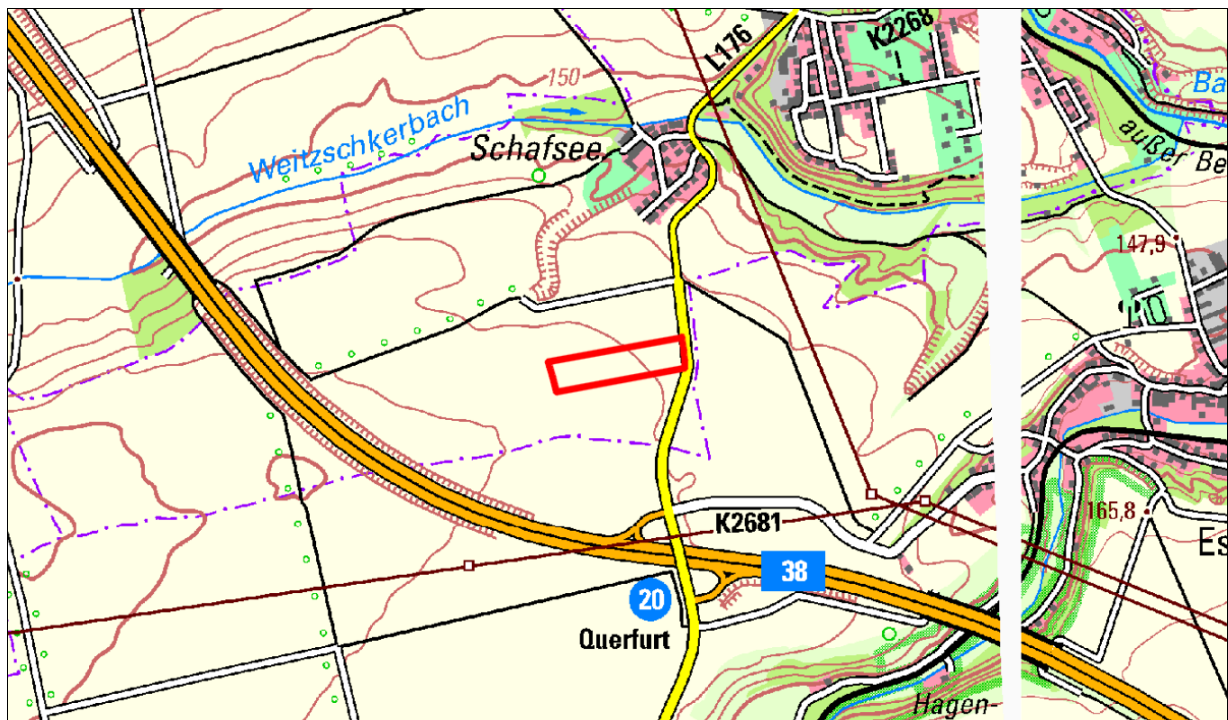 L176
K2268
150
Weitzschkerbach
Schafsee
Ba
außer Be
147,9
165,8
Es
K2681
38
20
Querfurt
Hagen-